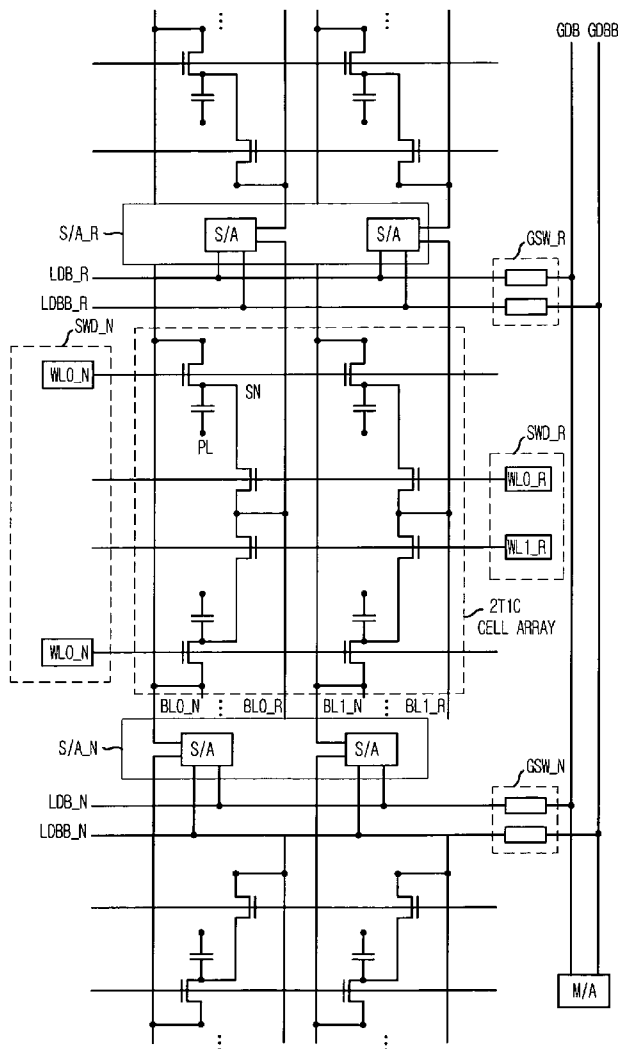 GDB GDBB
S/A_R
S/A
S/A
GSW_R
LDB_R
LDBB_R
SWD_N
WL0_N
SN
PL
SWD_R
WL0_R
WL1_R
2T1C
CELL ARRAY
WL0_N
BL0_N
BL0_R
BL1_N
BL1_R
S/A_N
S/A
S/A
GSW_N
LDB_N
LDBB_N
M/A